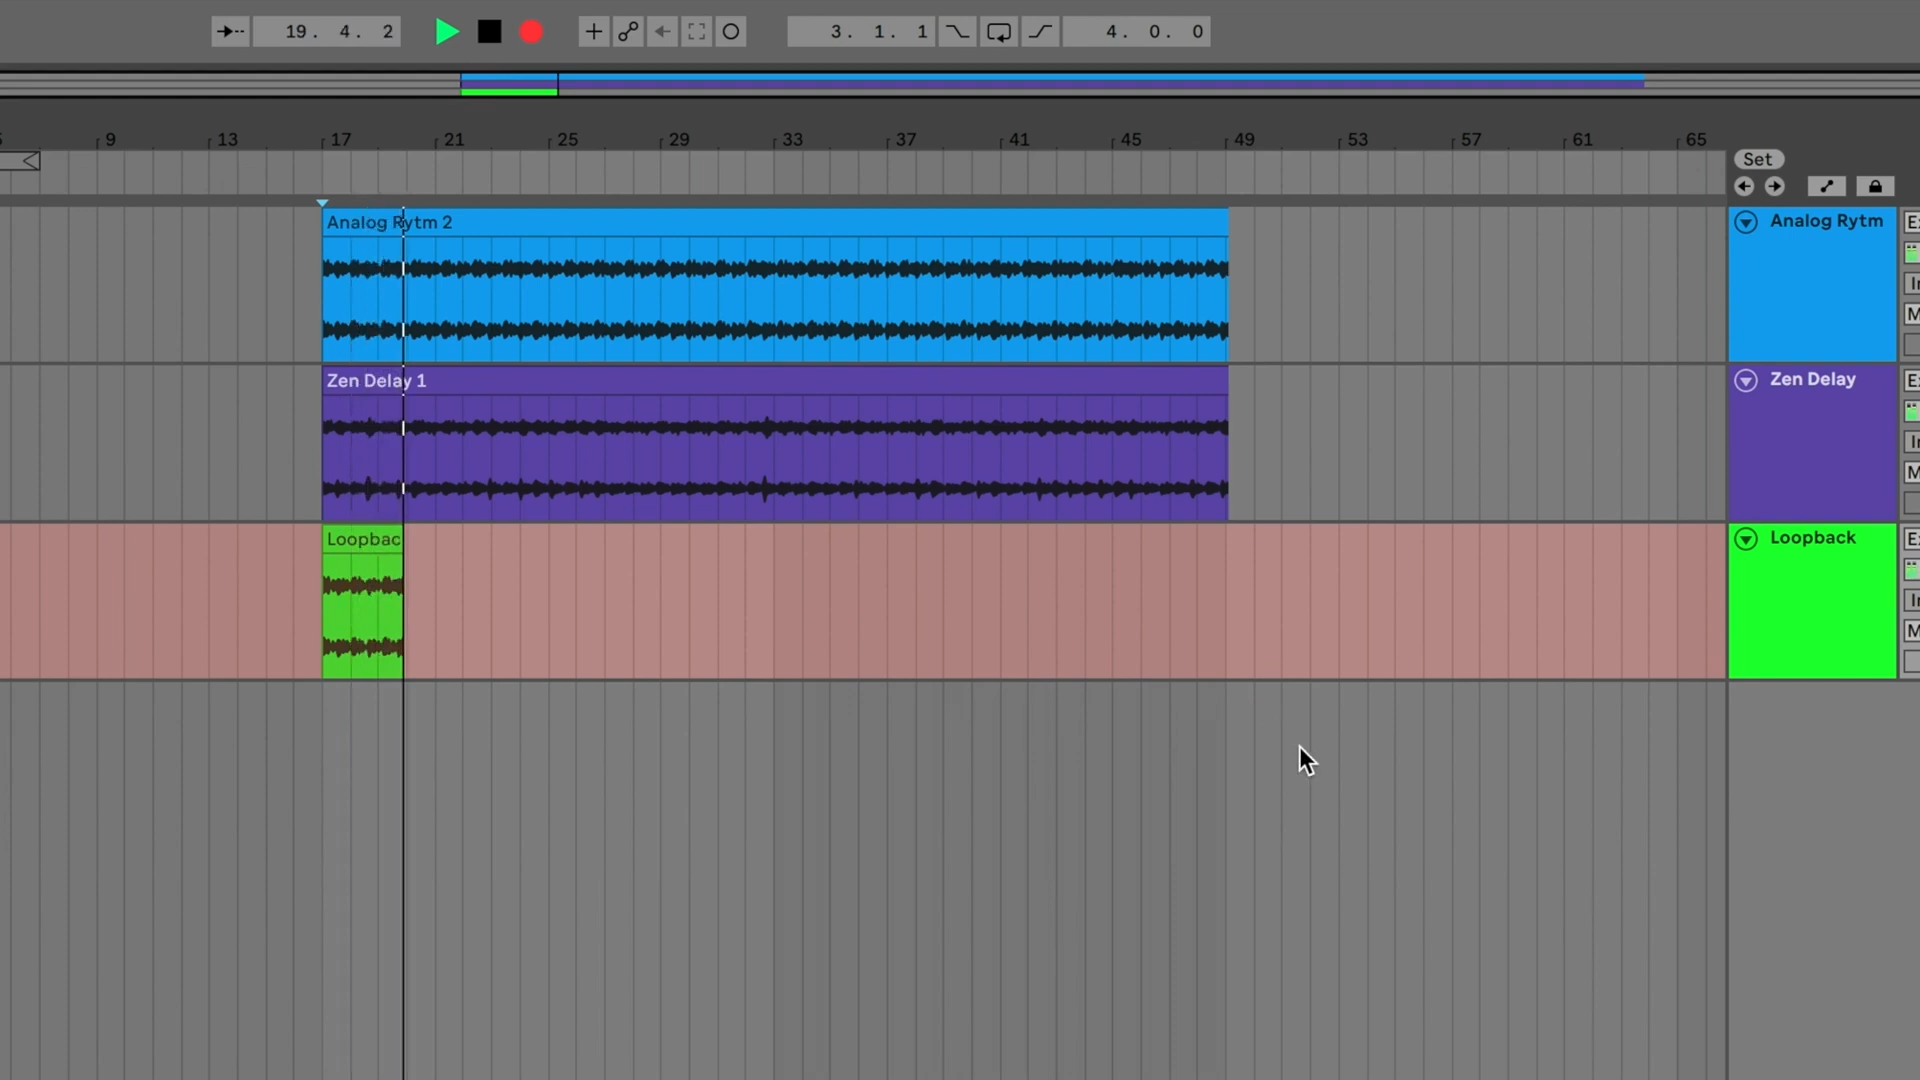 19. 4. 2
3. 1. 1
4. 0. 0
9 13 17 21 25 29 33 37 41 45 49 53 57 61 65
Set
Analog Rytm 2
Analog Rytm
Zen Delay 1
Zen Delay
Loopbac
Loopback